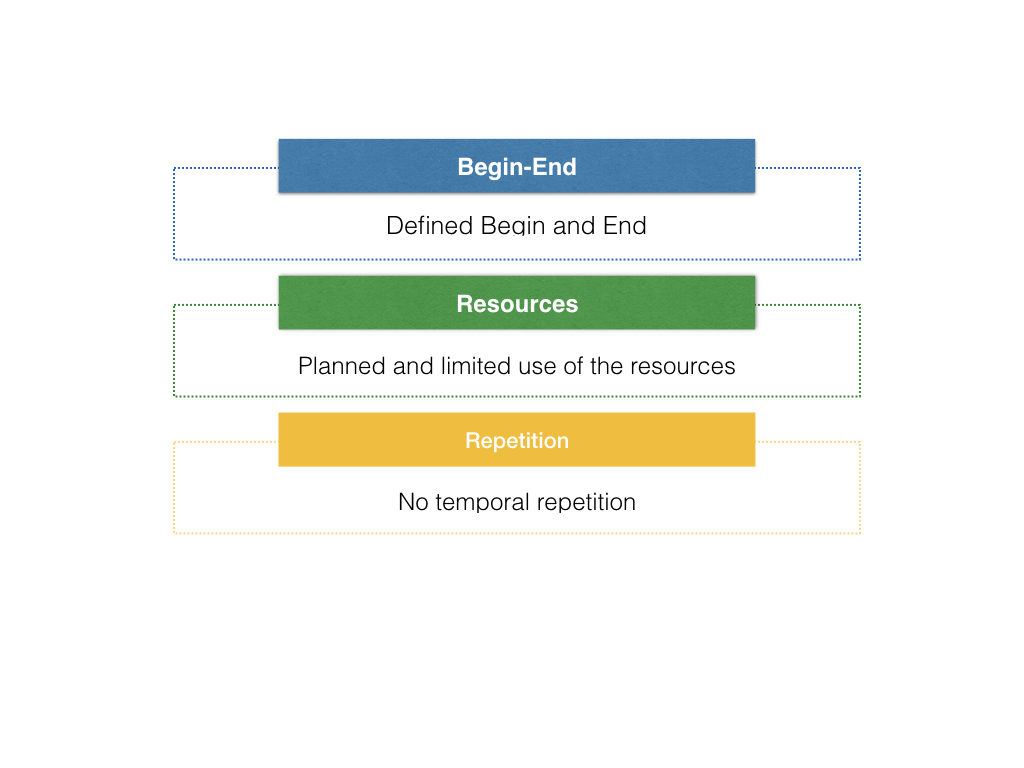 Begin-End
Defined Begin and End
Resources
Planned and limited use of the resources
Repetition
No temporal repetition